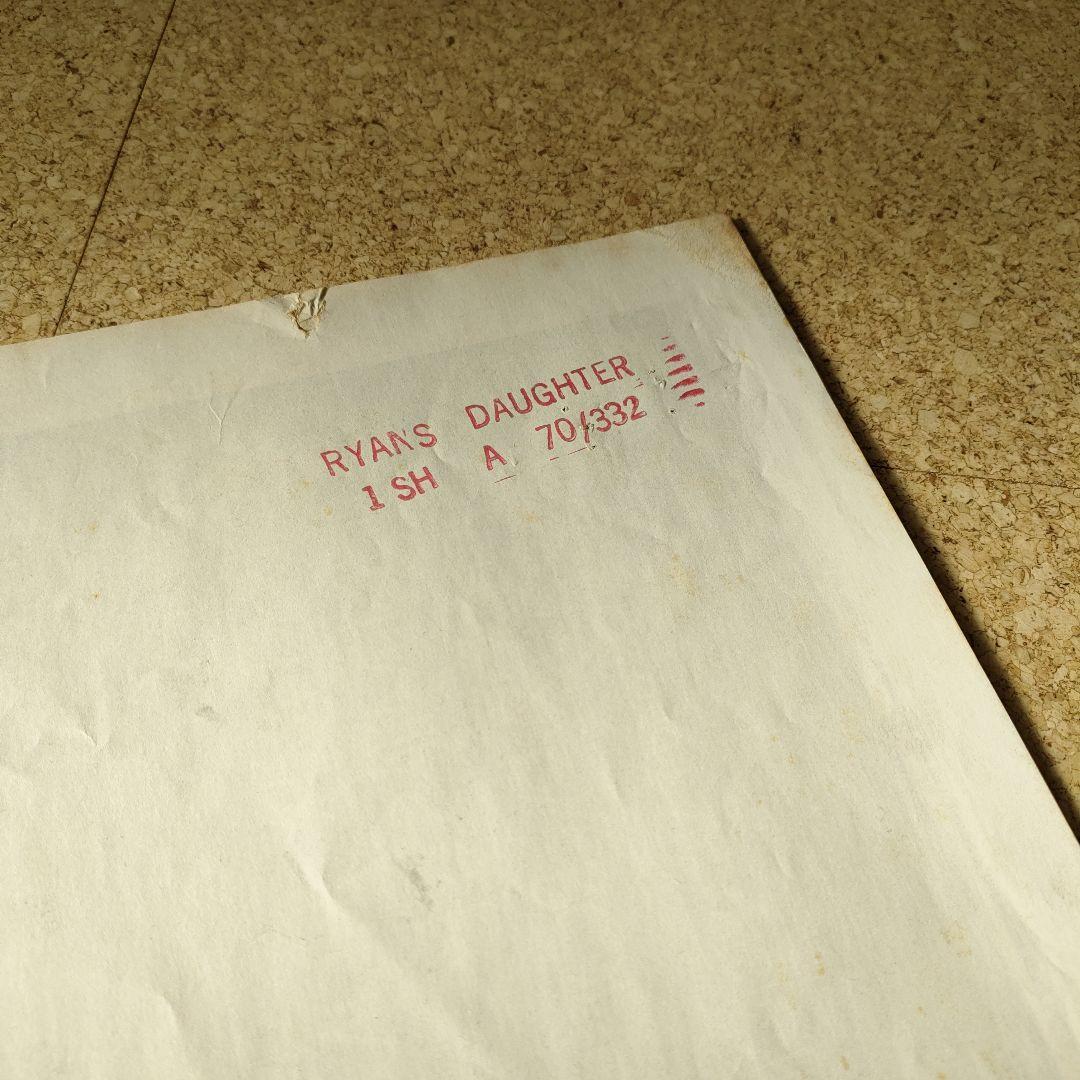 RYANS DAUGHTER
1 SH A 70/332